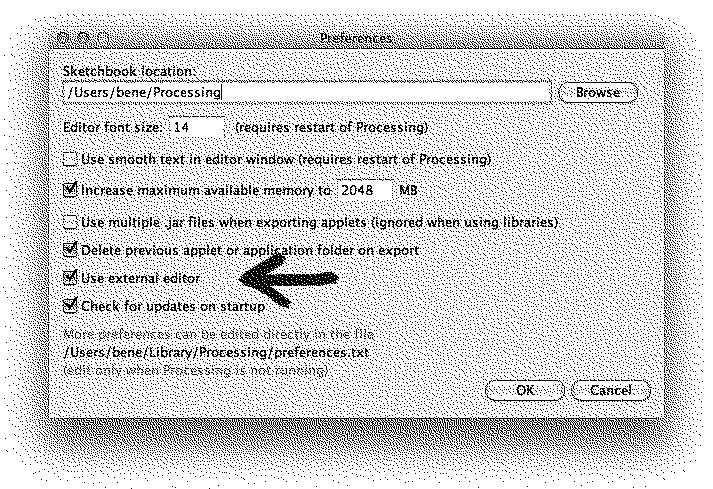 Preferences
Sketchbook location:
/Users/bene/Processing
Browse
Editor font size: 14 (requires restart of Processing)
Use smooth text in editor window (requires restart of Processing)
Increase maximum available memory to 2048 MB
Use multiple .jar files when exporting applets (ignored when using libraries)
Delete previous applet or application folder on export
Use external editor
Check for updates on startup
More preferences can be edited directly in the file
/Users/bene/Library/Processing/preferences.txt
(edit only when Processing is not running)
OK Cancel